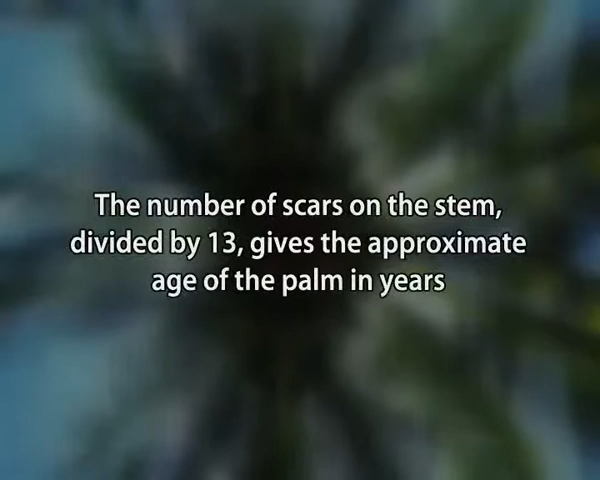 The number of scars on the stem,
divided by 13, gives the approximate
age of the palm in years